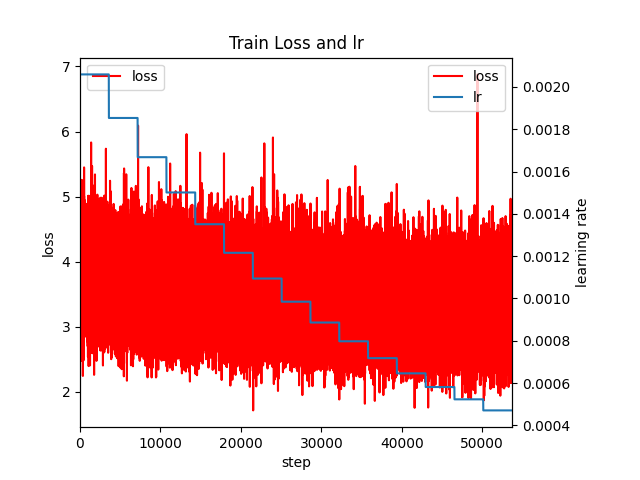 Train Loss and lr
loss
loss
lr
7
6
5
4
3
2
loss
0.0020
0.0018
0.0016
0.0014
0.0012
0.0010
0.0008
0.0006
0.0004
learning rate
0 10000 20000 30000 40000 50000
step